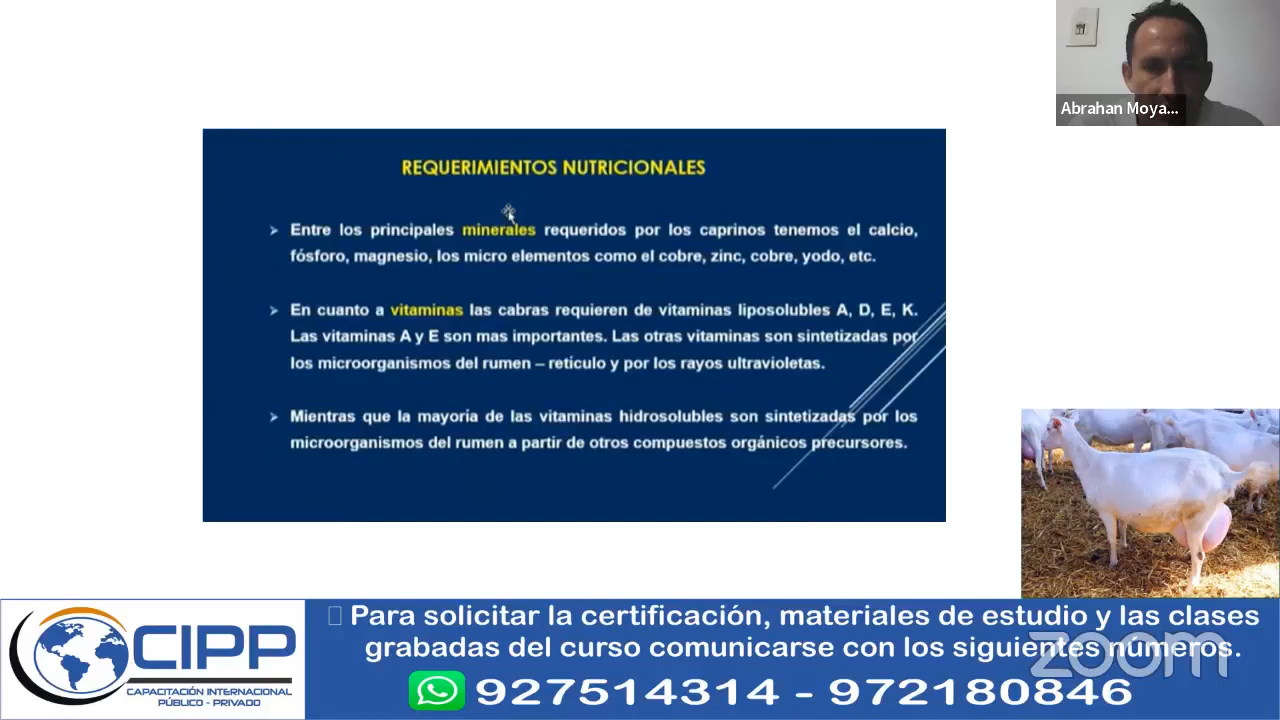 Abrahan Moya...
REQUERIMIENTOS NUTRICIONALES
➢ Entre los principales minerales requeridos por los caprinos tenemos el calcio,
fósforo, magnesio, los micro elementos como el cobre, zinc, cobre, yodo, etc.
➢ En cuanto a vitaminas las cabras requieren de vitaminas liposolubles A, D, E, K.
Las vitaminas A y E son mas importantes. Las otras vitaminas son sintetizadas por
los microorganismos del rumen – retículo y por los rayos ultravioletas.
➢ Mientras que la mayoría de las vitaminas hidrosolubles son sintetizadas por los
microorganismos del rumen a partir de otros compuestos orgánicos precursores.
CIPP
CAPACITACIÓN INTERNACIONAL
PÚBLICO - PRIVADO
Para solicitar la certificación, materiales de estudio y las clases
grabadas del curso comunicarse con los siguientes números.
927514314 - 972180846
zoom